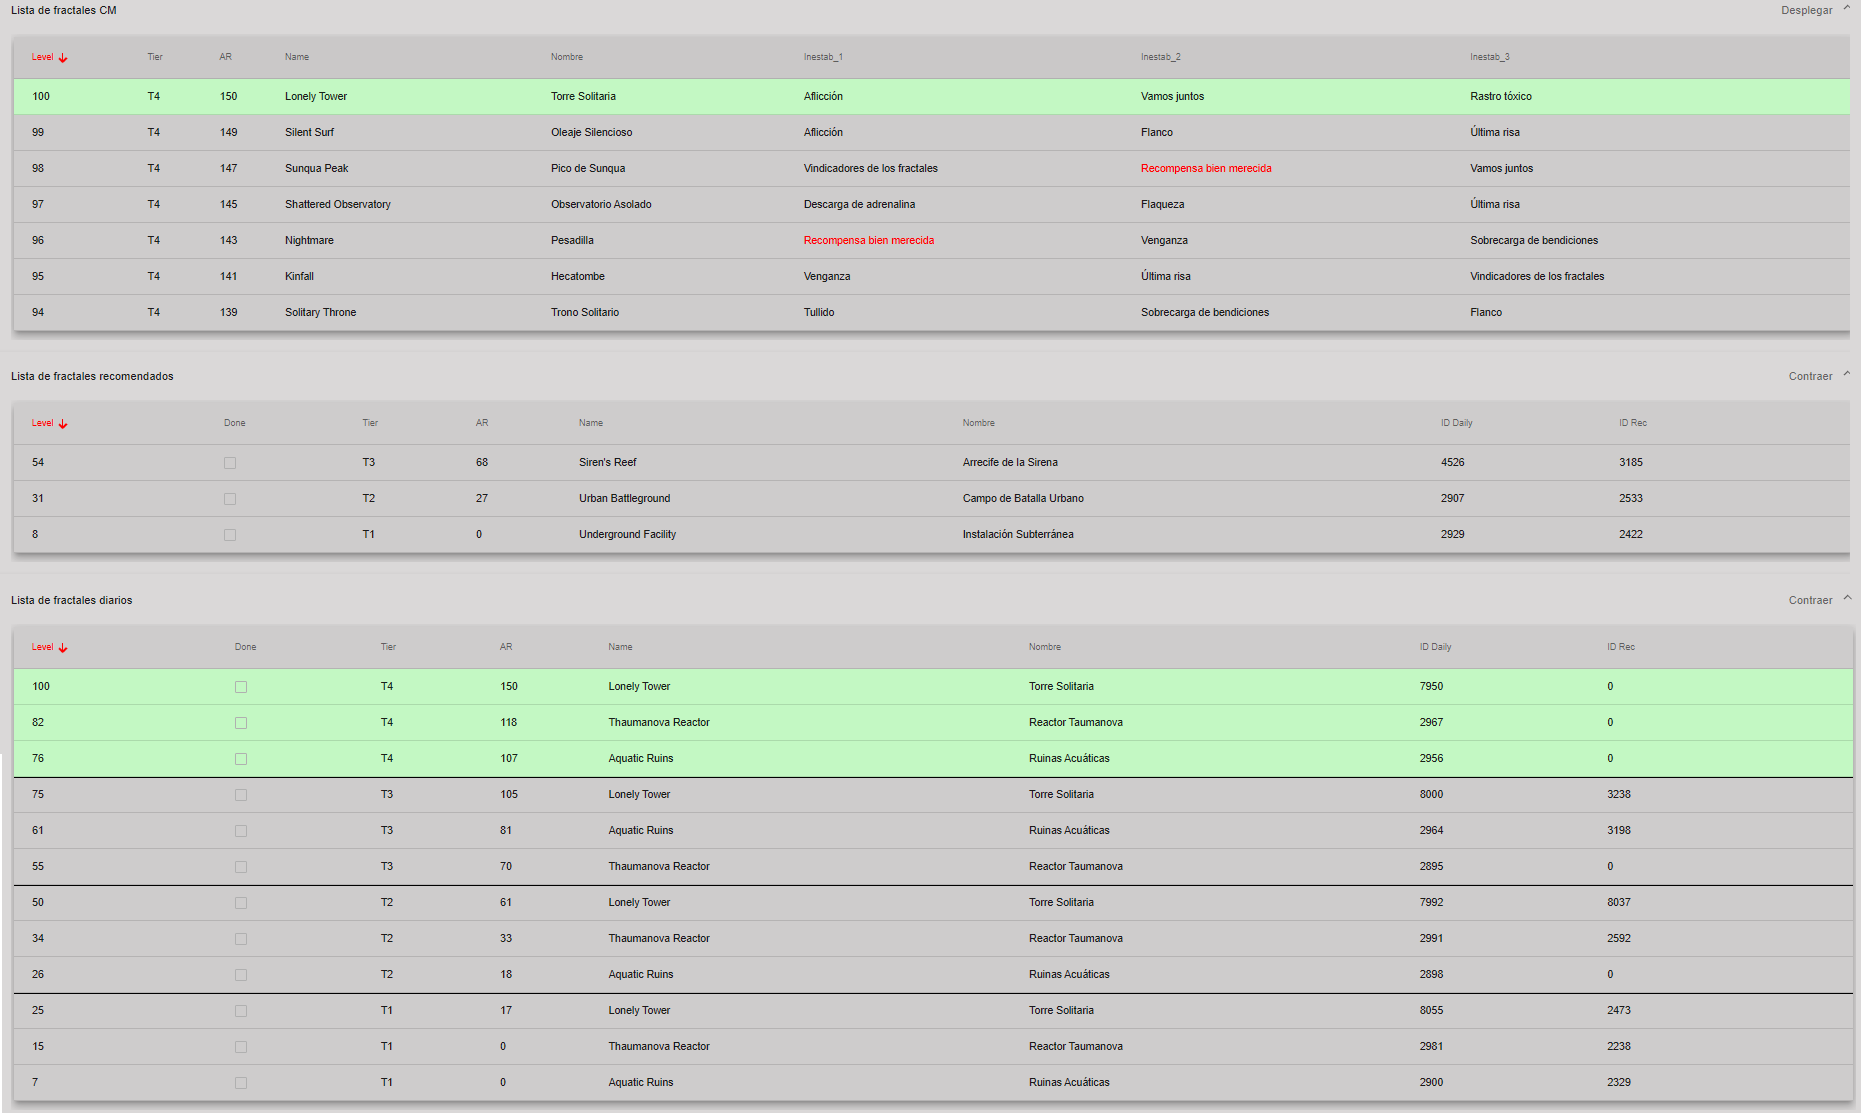 Lista de fractales CM Desplegar
Level Tier AR Name Nombre Inestab_1 Inestab_2 Inestab_3
100 T4 150 Lonely Tower Torre Solitaria Aflicción Vamos juntos Rastro tóxico
99 T4 149 Silent Surf Oleaje Silencioso Aflicción Flanco Última risa
98 T4 147 Sunqua Peak Pico de Sunqua Vindicadores de los fractales Recompensa bien merecida Vamos juntos
97 T4 145 Shattered Observatory Observatorio Asolado Descarga de adrenalina Flaqueza Última risa
96 T4 143 Nightmare Pesadilla Recompensa bien merecida Venganza Sobrecarga de bendiciones
95 T4 141 Kinfall Hecatombe Venganza Última risa Vindicadores de los fractales
94 T4 139 Solitary Throne Trono Solitario Tullido Sobrecarga de bendiciones Flanco
Lista de fractales recomendados Contraer
Level Done Tier AR Name Nombre ID Daily ID Rec
54 T3 68 Siren's Reef Arrecife de la Sirena 4526 3185
31 T2 27 Urban Battleground Campo de Batalla Urbano 2907 2533
8 T1 0 Underground Facility Instalación Subterránea 2929 2422
Lista de fractales diarios Contraer
Level Done Tier AR Name Nombre ID Daily ID Rec
100 T4 150 Lonely Tower Torre Solitaria 7950 0
82 T4 118 Thaumanova Reactor Reactor Taumanova 2967 0
76 T4 107 Aquatic Ruins Ruinas Acuáticas 2956 0
75 T3 105 Lonely Tower Torre Solitaria 8000 3238
61 T3 81 Aquatic Ruins Ruinas Acuáticas 2964 3198
55 T3 70 Thaumanova Reactor Reactor Taumanova 2895 0
50 T2 61 Lonely Tower Torre Solitaria 7992 8037
34 T2 33 Thaumanova Reactor Reactor Taumanova 2991 2592
26 T2 18 Aquatic Ruins Ruinas Acuáticas 2898 0
25 T1 17 Lonely Tower Torre Solitaria 8055 2473
15 T1 0 Thaumanova Reactor Reactor Taumanova 2981 2238
7 T1 0 Aquatic Ruins Ruinas Acuáticas 2900 2329